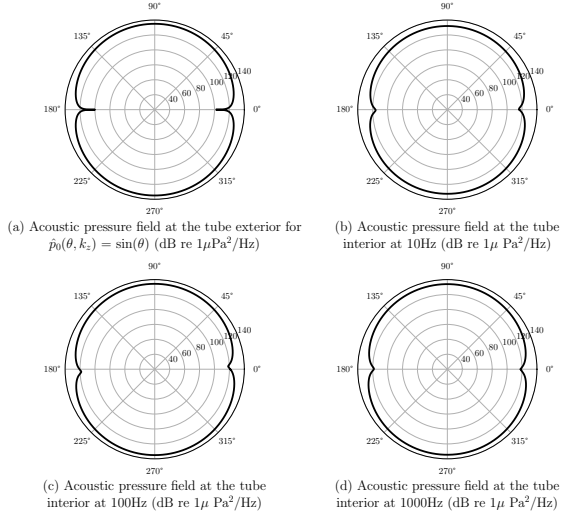 90°
135° 45°
40 60 80 100 120 140
180° 0°
225° 315°
270°
(a) Acoustic pressure field at the tube exterior for
p̂₀(θ, k_z) = sin(θ) (dB re 1μPa²/Hz)
90°
135° 45°
40 60 80 100 120 140
180° 0°
225° 315°
270°
(b) Acoustic pressure field at the tube
interior at 10Hz (dB re 1μ Pa²/Hz)
90°
135° 45°
40 60 80 100 120 140
180° 0°
225° 315°
270°
(c) Acoustic pressure field at the tube
interior at 100Hz (dB re 1μ Pa²/Hz)
90°
135° 45°
40 60 80 100 120 140
180° 0°
225° 315°
270°
(d) Acoustic pressure field at the tube
interior at 1000Hz (dB re 1μ Pa²/Hz)